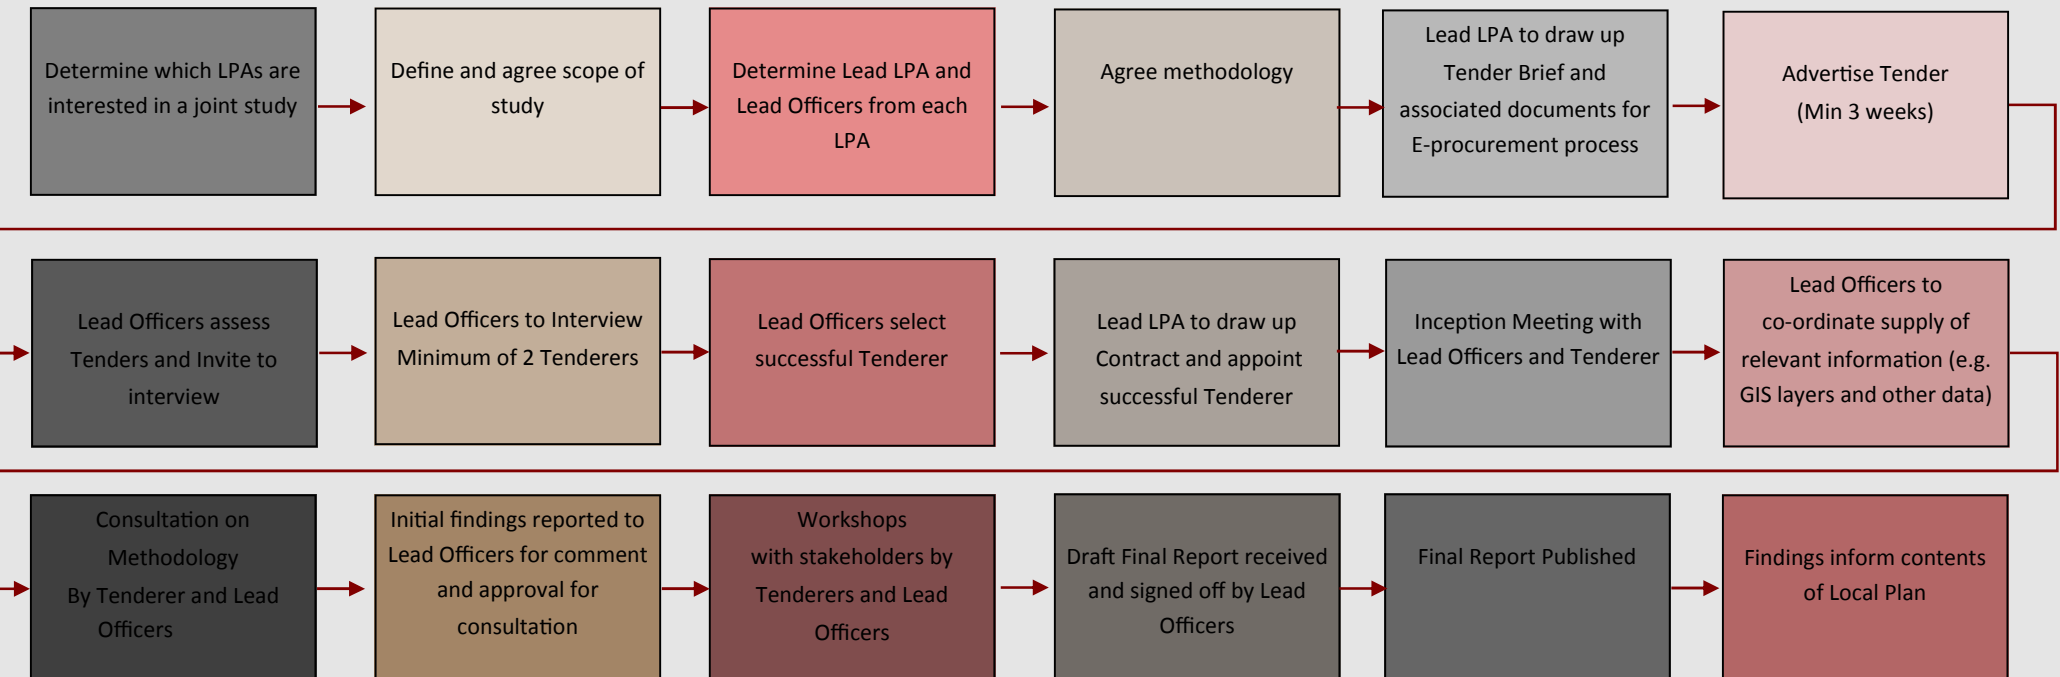 Determine which LPAs are
interested in a joint study
Define and agree scope of
study
Determine Lead LPA and
Lead Officers from each
LPA
Agree methodology
Lead LPA to draw up
Tender Brief and
associated documents for
E-procurement process
Advertise Tender
(Min 3 weeks)
Lead Officers assess
Tenders and Invite to
interview
Lead Officers to Interview
Minimum of 2 Tenderers
Lead Officers select
successful Tenderer
Lead LPA to draw up
Contract and appoint
successful Tenderer
Inception Meeting with
Lead Officers and Tenderer
Lead Officers to
co-ordinate supply of
relevant information (e.g.
GIS layers and other data)
Consultation on
Methodology
By Tenderer and Lead
Officers
Initial findings reported to
Lead Officers for comment
and approval for
consultation
Workshops
with stakeholders by
Tenderers and Lead
Officers
Draft Final Report received
and signed off by Lead
Officers
Final Report Published
Findings inform contents
of Local Plan